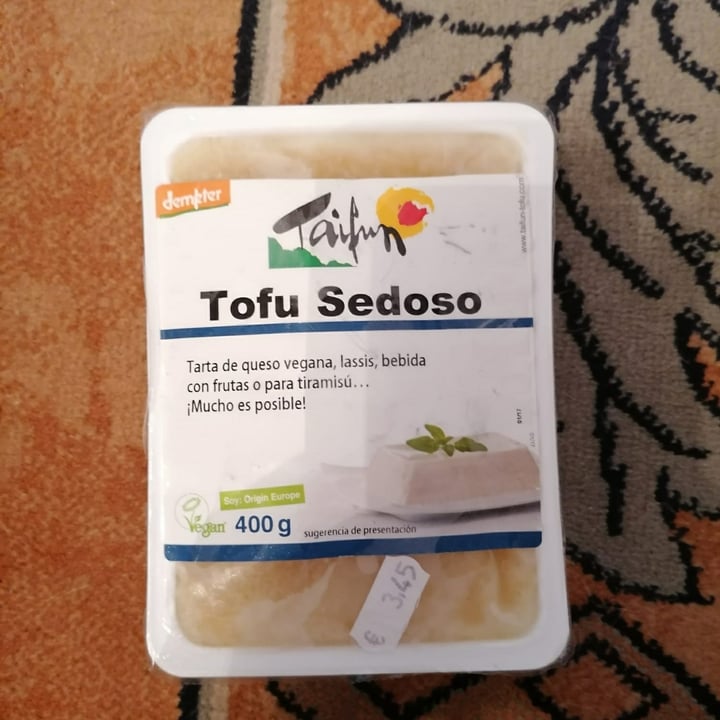 demeter
Taifun
www.taifun-tofu.com
Tofu Sedoso
Tarta de queso vegana, lassis, bebida
con frutas o para tiramisú…
¡Mucho es posible!
Soy: Origin Europe
Vegan
400 g
sugerencia de presentación
€ 3,45